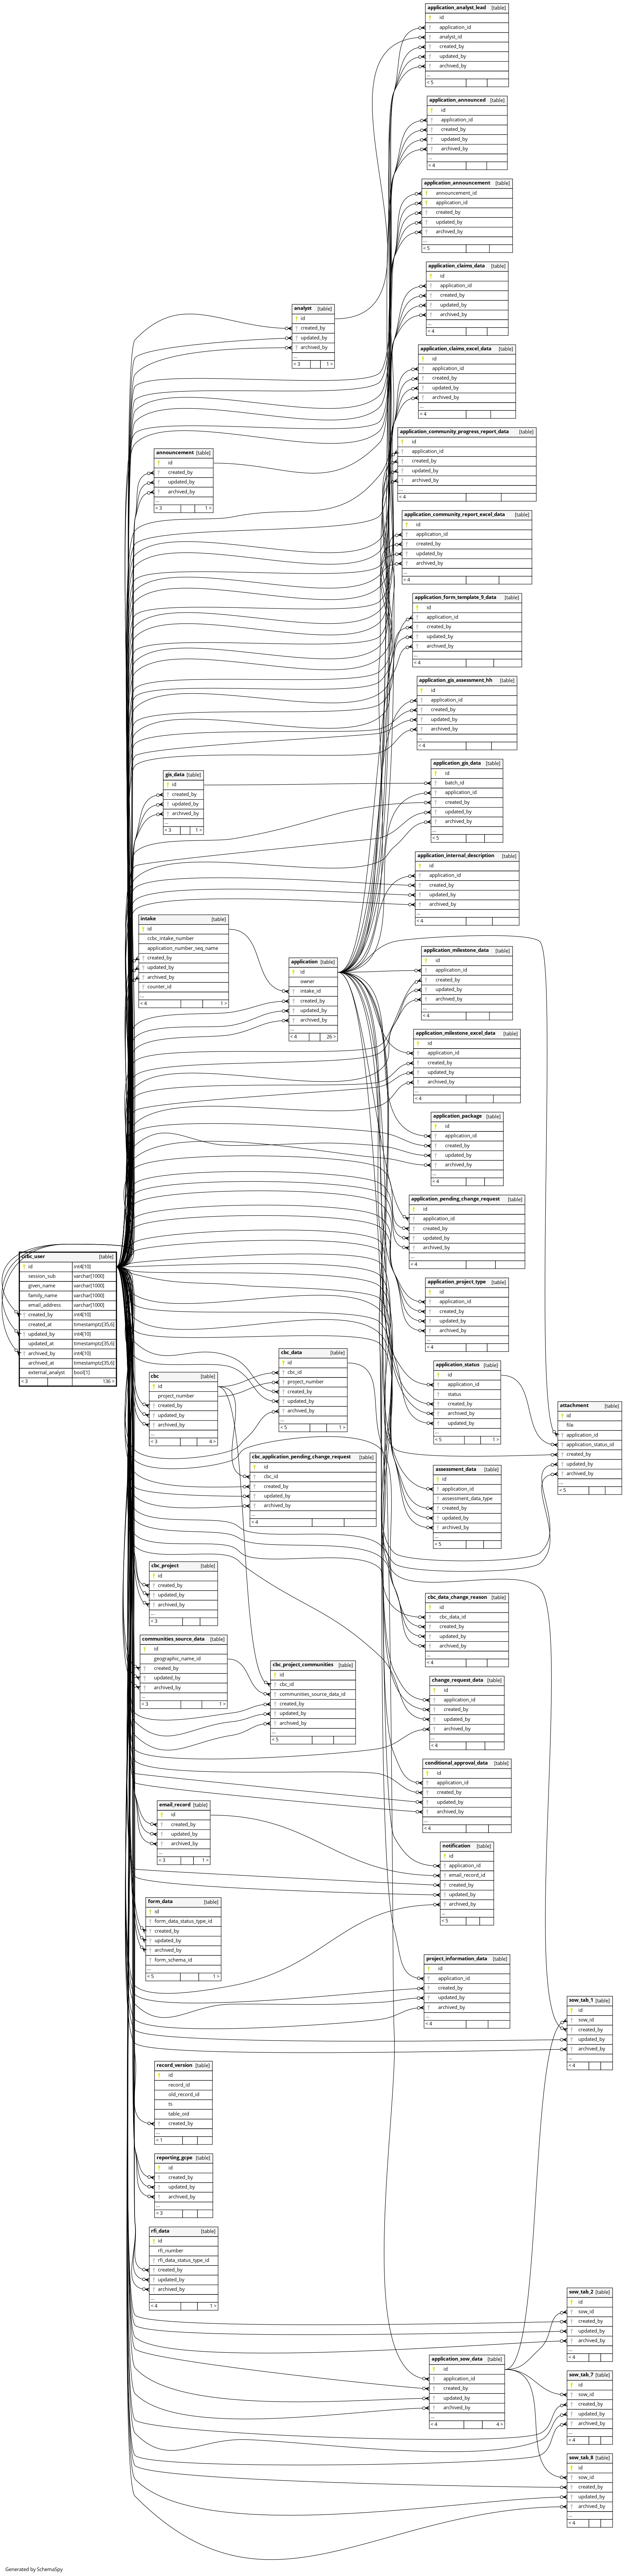 ccbc_user [table]
id int4[10]
session_sub varchar[1000]
given_name varchar[1000]
family_name varchar[1000]
email_address varchar[1000]
created_by int4[10]
created_at timestamptz[35,6]
updated_by int4[10]
updated_at timestamptz[35,6]
archived_by int4[10]
archived_at timestamptz[35,6]
external_analyst bool[1]
< 3 136 >
announcement [table]
id
created_by
updated_by
archived_by
...
< 3 1 >
gis_data [table]
id
created_by
updated_by
archived_by
...
< 3 1 >
intake [table]
id
ccbc_intake_number
application_number_seq_name
created_by
updated_by
archived_by
counter_id
...
< 4 1 >
cbc [table]
id
project_number
created_by
updated_by
archived_by
...
< 3 4 >
cbc_project [table]
id
created_by
updated_by
archived_by
...
< 3
communities_source_data [table]
id
geographic_name_id
created_by
updated_by
archived_by
...
< 3 1 >
email_record [table]
id
created_by
updated_by
archived_by
...
< 3 1 >
form_data [table]
id
form_data_status_type_id
created_by
updated_by
archived_by
form_schema_id
...
< 5 1 >
record_version [table]
id
record_id
old_record_id
ts
table_oid
created_by
...
< 1
reporting_gcpe [table]
id
created_by
updated_by
archived_by
...
< 3
rfi_data [table]
id
rfi_number
rfi_data_status_type_id
created_by
updated_by
archived_by
...
< 4 1 >
analyst [table]
id
created_by
updated_by
archived_by
...
< 3 1 >
application [table]
id
owner
intake_id
created_by
updated_by
archived_by
...
< 4 26 >
cbc_data [table]
id
cbc_id
project_number
created_by
updated_by
archived_by
...
< 5 1 >
cbc_application_pending_change_request [table]
id
cbc_id
created_by
updated_by
archived_by
...
< 4
cbc_project_communities [table]
id
cbc_id
communities_source_data_id
created_by
updated_by
archived_by
...
< 5
application_analyst_lead [table]
id
application_id
analyst_id
created_by
updated_by
archived_by
...
< 5
application_announced [table]
id
application_id
created_by
updated_by
archived_by
...
< 4
application_announcement [table]
announcement_id
application_id
created_by
updated_by
archived_by
...
< 5
application_claims_data [table]
id
application_id
created_by
updated_by
archived_by
...
< 4
application_claims_excel_data [table]
id
application_id
created_by
updated_by
archived_by
...
< 4
application_community_progress_report_data [table]
id
application_id
created_by
updated_by
archived_by
...
< 4
application_community_report_excel_data [table]
id
application_id
created_by
updated_by
archived_by
...
< 4
application_form_template_9_data [table]
id
application_id
created_by
updated_by
archived_by
...
< 4
application_gis_assessment_hh [table]
id
application_id
created_by
updated_by
archived_by
...
< 4
application_gis_data [table]
id
batch_id
application_id
created_by
updated_by
archived_by
...
< 5
application_internal_description [table]
id
application_id
created_by
updated_by
archived_by
...
< 4
application_milestone_data [table]
id
application_id
created_by
updated_by
archived_by
...
< 4
application_milestone_excel_data [table]
id
application_id
created_by
updated_by
archived_by
...
< 4
application_package [table]
id
application_id
created_by
updated_by
archived_by
...
< 4
application_pending_change_request [table]
id
application_id
created_by
updated_by
archived_by
...
< 4
application_project_type [table]
id
application_id
created_by
updated_by
archived_by
...
< 4
application_status [table]
id
application_id
status
created_by
archived_by
updated_by
...
< 5 1 >
assessment_data [table]
id
application_id
assessment_data_type
created_by
updated_by
archived_by
...
< 5
cbc_data_change_reason [table]
id
cbc_data_id
created_by
updated_by
archived_by
...
< 4
change_request_data [table]
id
application_id
created_by
updated_by
archived_by
...
< 4
conditional_approval_data [table]
id
application_id
created_by
updated_by
archived_by
...
< 4
notification [table]
id
application_id
email_record_id
created_by
updated_by
archived_by
...
< 5
project_information_data [table]
id
application_id
created_by
updated_by
archived_by
...
< 4
application_sow_data [table]
id
application_id
created_by
updated_by
archived_by
...
< 4 4 >
attachment [table]
id
file
application_id
application_status_id
created_by
updated_by
archived_by
...
< 5
sow_tab_1 [table]
id
sow_id
created_by
updated_by
archived_by
...
< 4
sow_tab_2 [table]
id
sow_id
created_by
updated_by
archived_by
...
< 4
sow_tab_7 [table]
id
sow_id
created_by
updated_by
archived_by
...
< 4
sow_tab_8 [table]
id
sow_id
created_by
updated_by
archived_by
...
< 4
Generated by SchemaSpy